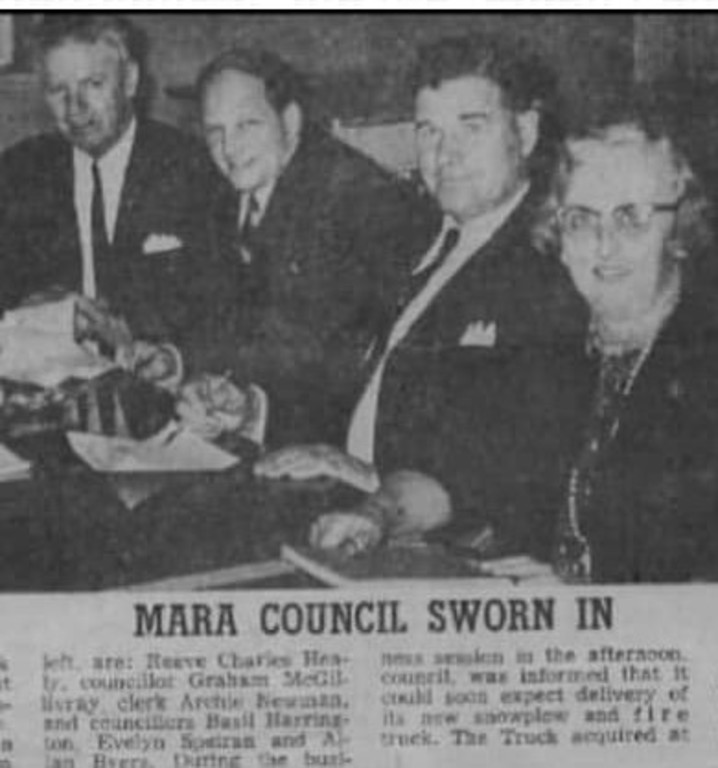 MARA COUNCIL SWORN IN
left, are: Reeve Charles Hea-
ly, councillor Graham McGil-
livray, clerk Archie Newman,
and councillors Basil Harring-
ton, Evelyn Speiran and Al-
lan Byers. During the busi-
ness session in the afternoon,
council, was informed that it
could soon expect delivery of
its new snowplow and fire
truck. The Truck acquired at